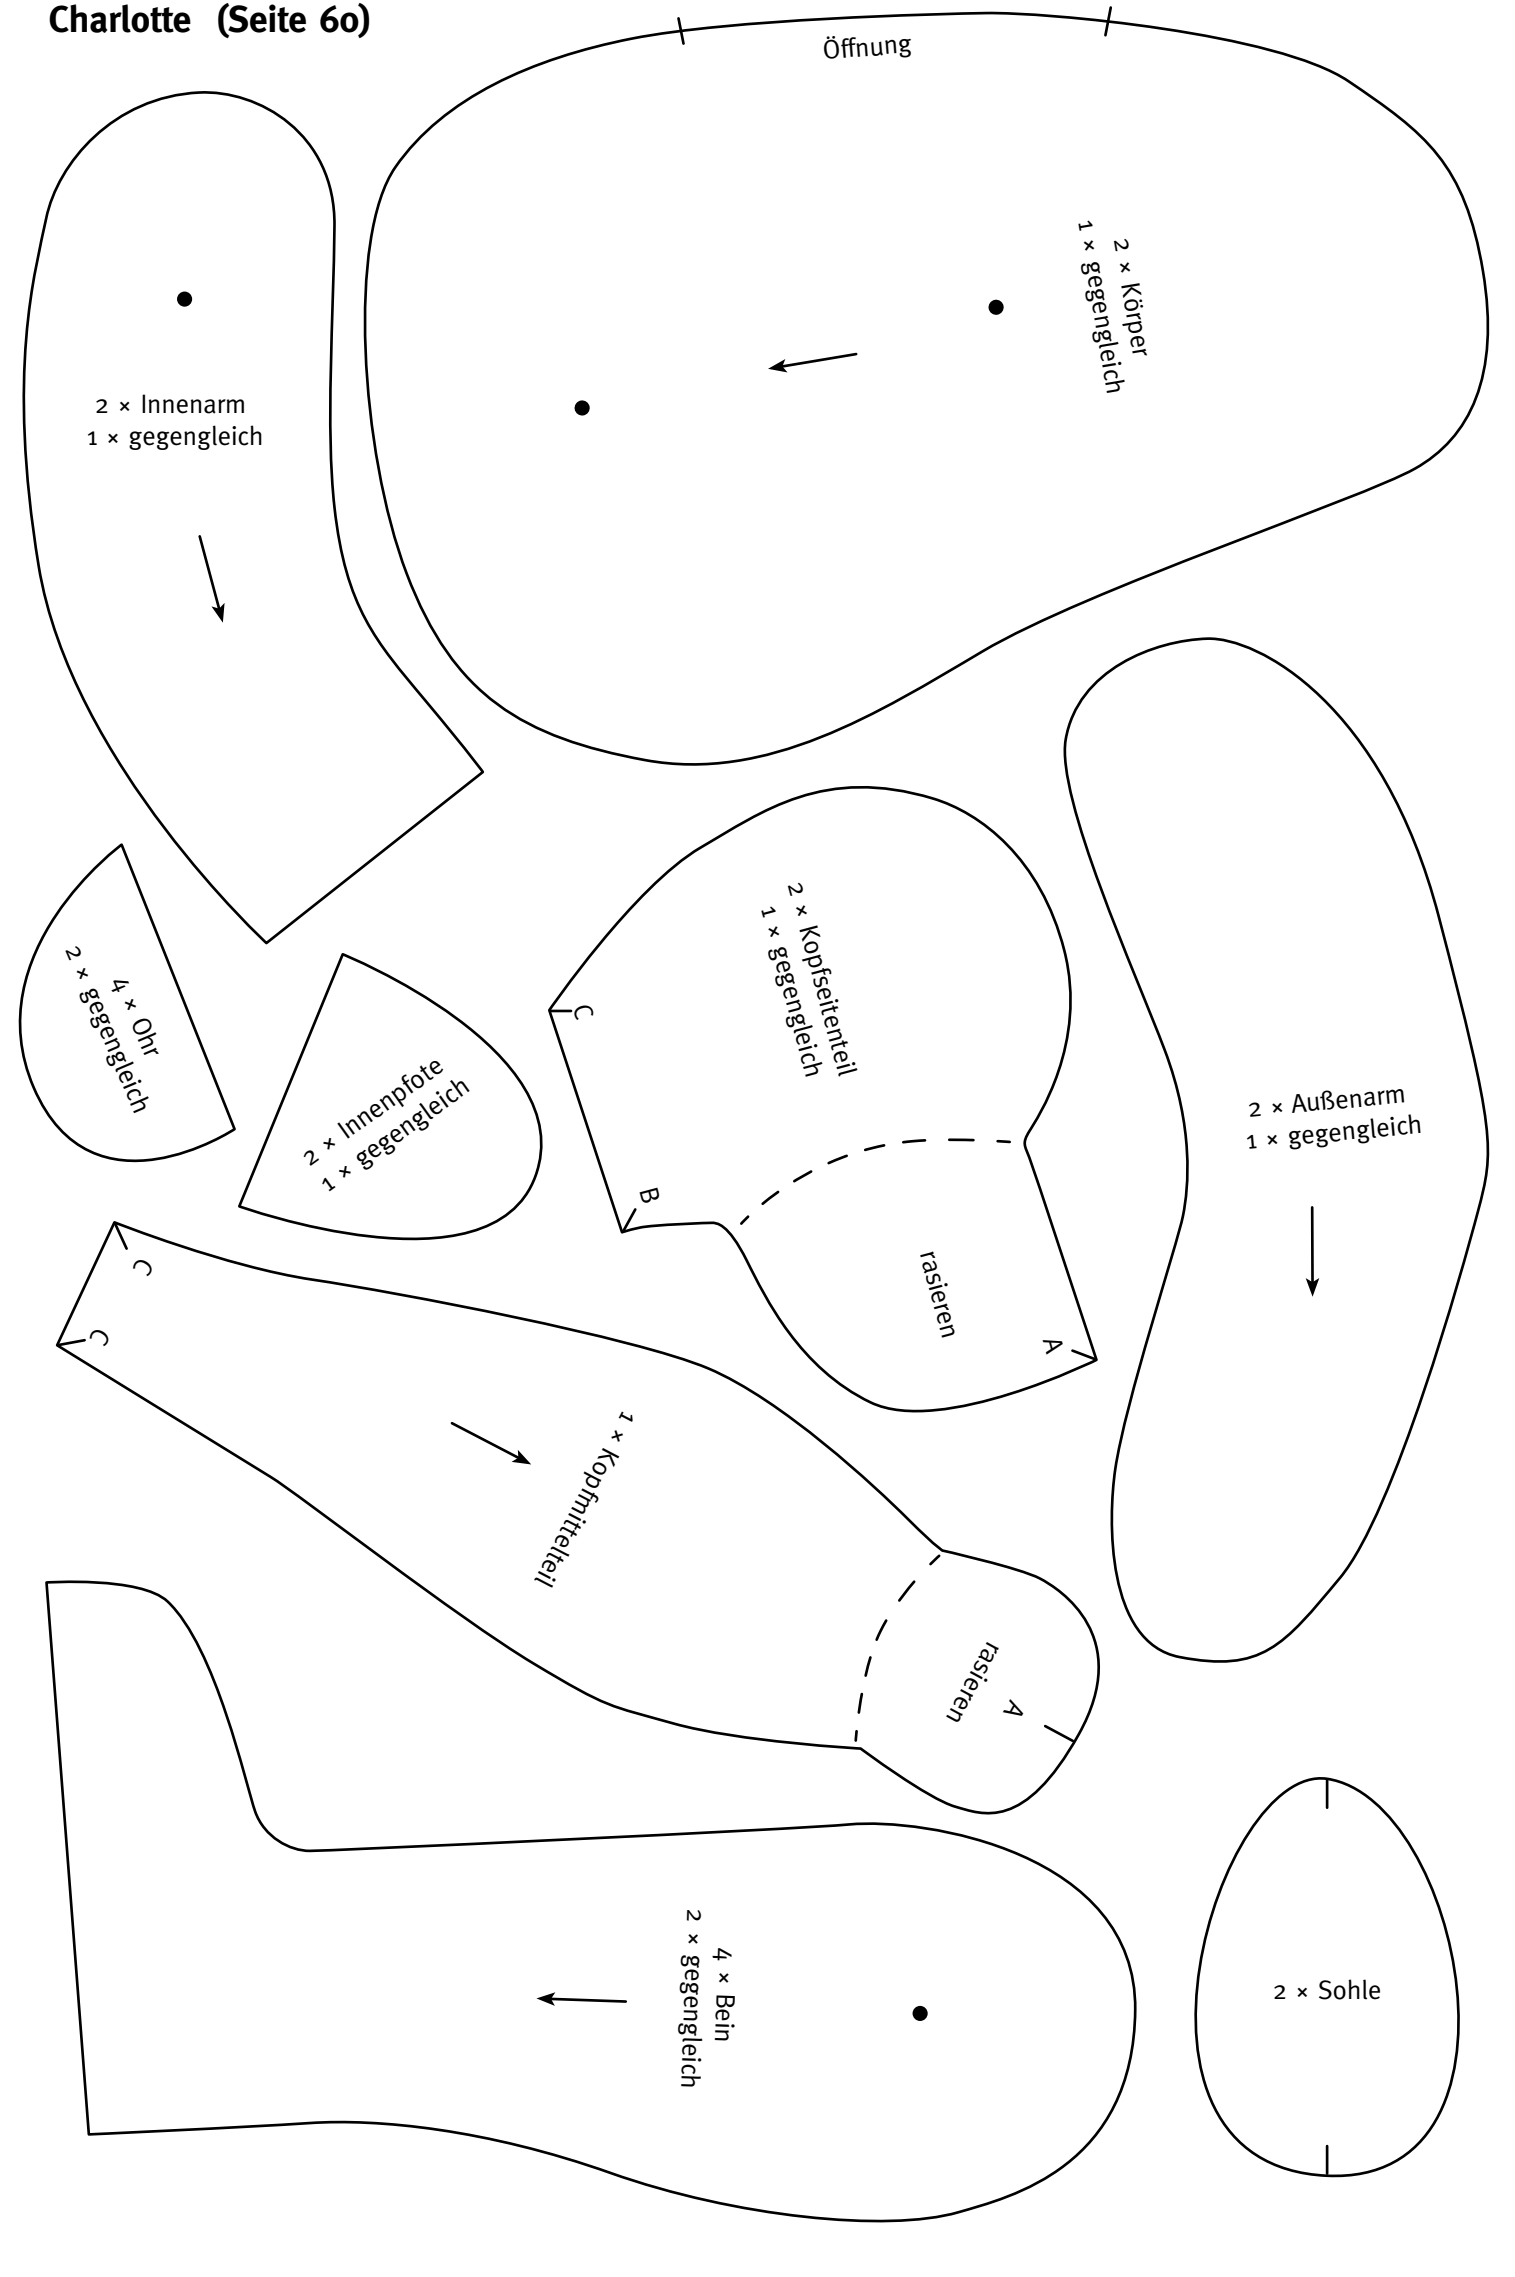 Charlotte (Seite 60)
Öffnung
2 × Körper
1 × gegengleich
2 × Innenarm
1 × gegengleich
2 × Kopfseitenteil
1 × gegengleich
C
B
rasieren
A
4 × Ohr
2 × gegengleich
2 × Innenpfote
1 × gegengleich
2 × Außenarm
1 × gegengleich
C
C
1 × Kopfmittelteil
rasieren
A
4 × Bein
2 × gegengleich
2 × Sohle